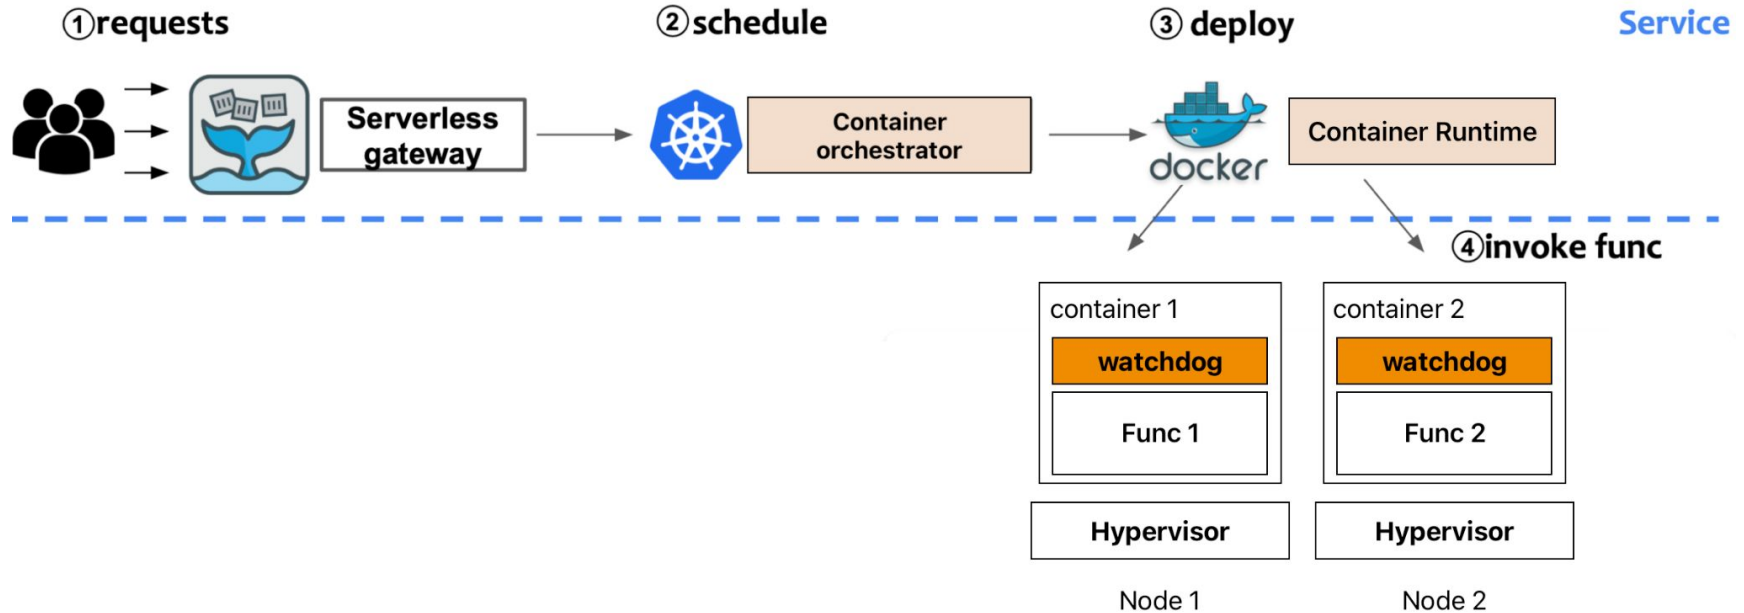 ①requests
②schedule
③ deploy
Service
Serverless
gateway
Container
orchestrator
docker
Container Runtime
④invoke func
container 1
watchdog
Func 1
Hypervisor
Node 1
container 2
watchdog
Func 2
Hypervisor
Node 2